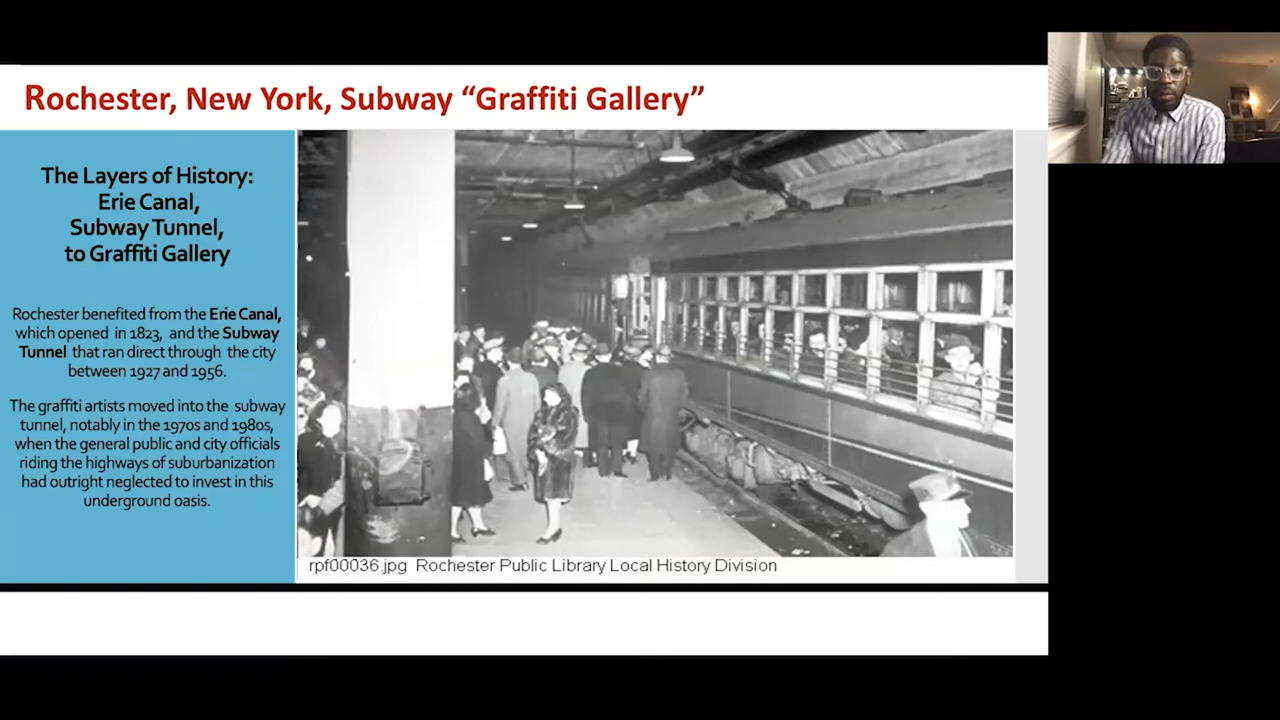 Rochester, New York, Subway “Graffiti Gallery”
The Layers of History:
Erie Canal,
Subway Tunnel,
to Graffiti Gallery
Rochester benefited from the Erie Canal,
which opened in 1823, and the Subway
Tunnel that ran direct through the city
between 1927 and 1956.
The graffiti artists moved into the subway
tunnel, notably in the 1970s and 1980s,
when the general public and city officials
riding the highways of suburbanization
had outright neglected to invest in this
underground oasis.
rpf00036.jpg Rochester Public Library Local History Division